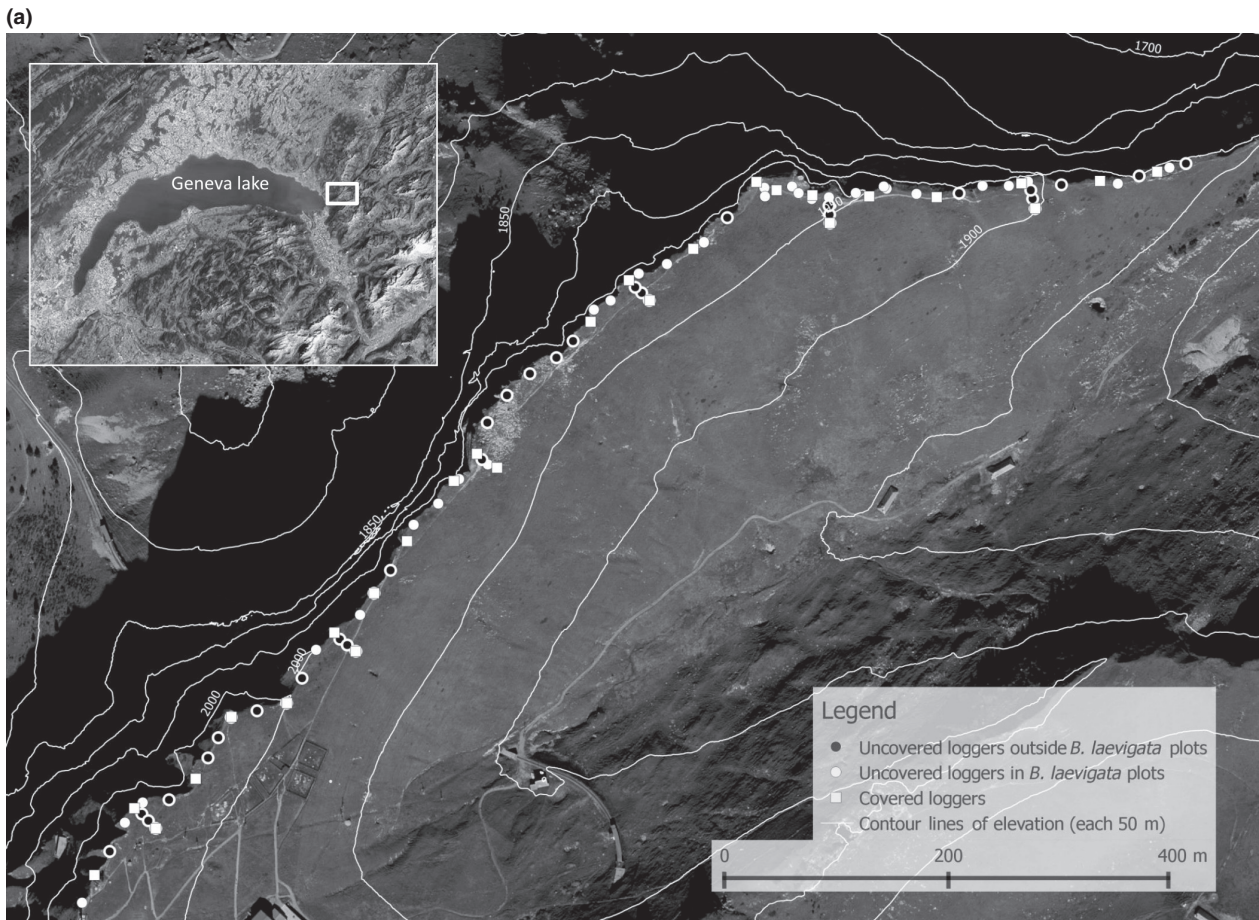 (a)
1700
Geneva lake
1850
1900
1850
2000
2000
Legend
Uncovered loggers outside B. laevigata plots
Uncovered loggers in B. laevigata plots
Covered loggers
Contour lines of elevation (each 50 m)
0 200 400 m